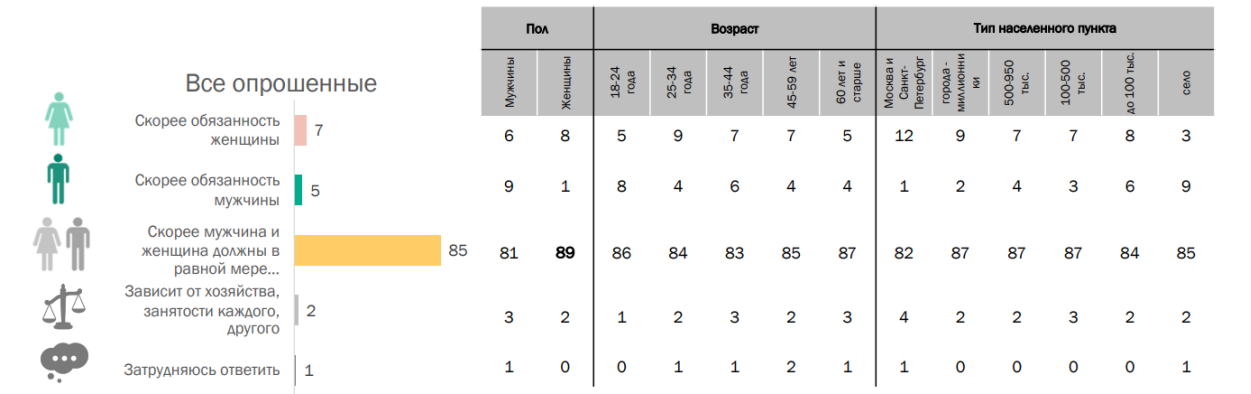 Пол
Возраст
Тип населенного пункта
Все опрошенные
Мужчины
Женщины
18-24
года
25-34
года
35-44
года
45-59 лет
60 лет и
старше
Москва и
Санкт-
Петербург
города -
миллионни
ки
500-950
тыс.
100-500
тыс.
до 100 тыс.
село
Скорее обязанность
женщины
7
6 8 5 9 7 7 5 12 9 7 7 8 3
Скорее обязанность
мужчины
5
9 1 8 4 6 4 4 1 2 4 3 6 9
Скорее мужчина и
женщина должны в
равной мере...
85
81 89 86 84 83 85 87 82 87 87 87 84 85
Зависит от хозяйства,
занятости каждого,
другого
2
3 2 1 2 3 2 3 4 2 2 3 2 2
Затрудняюсь ответить
1
1 0 0 1 1 2 1 1 0 0 0 0 1